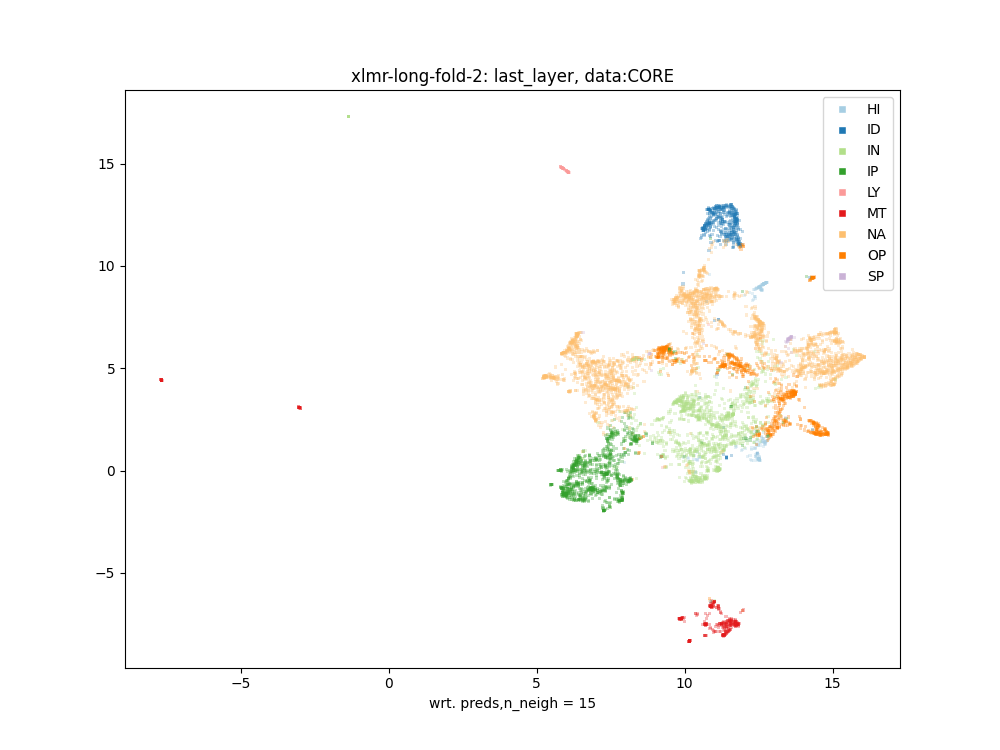 xlmr-long-fold-2: last_layer, data:CORE
HI
ID
IN
IP
LY
MT
NA
OP
SP
15
10
5
0
−5
−5
0
5
10
15
wrt. preds,n_neigh = 15